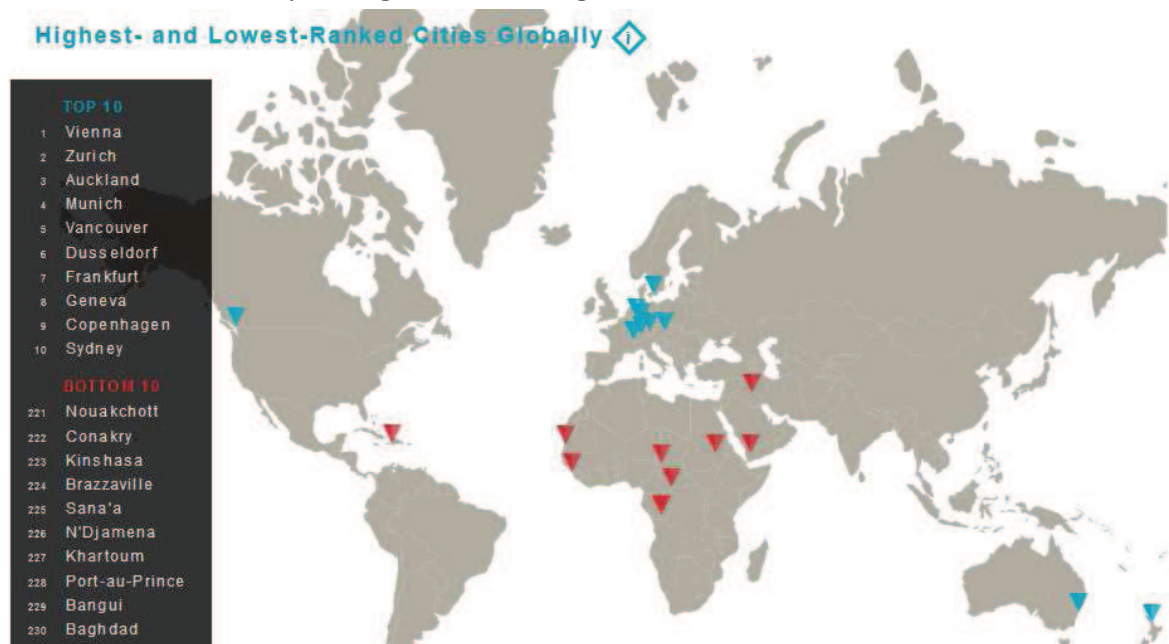 Highest- and Lowest-Ranked Cities Globally i
TOP 10
1 Vienna
2 Zurich
3 Auckland
4 Munich
5 Vancouver
6 Dusseldorf
7 Frankfurt
8 Geneva
9 Copenhagen
10 Sydney
BOTTOM 10
221 Nouakchott
222 Conakry
223 Kinshasa
224 Brazzaville
225 Sana'a
226 N'Djamena
227 Khartoum
228 Port-au-Prince
229 Bangui
230 Baghdad